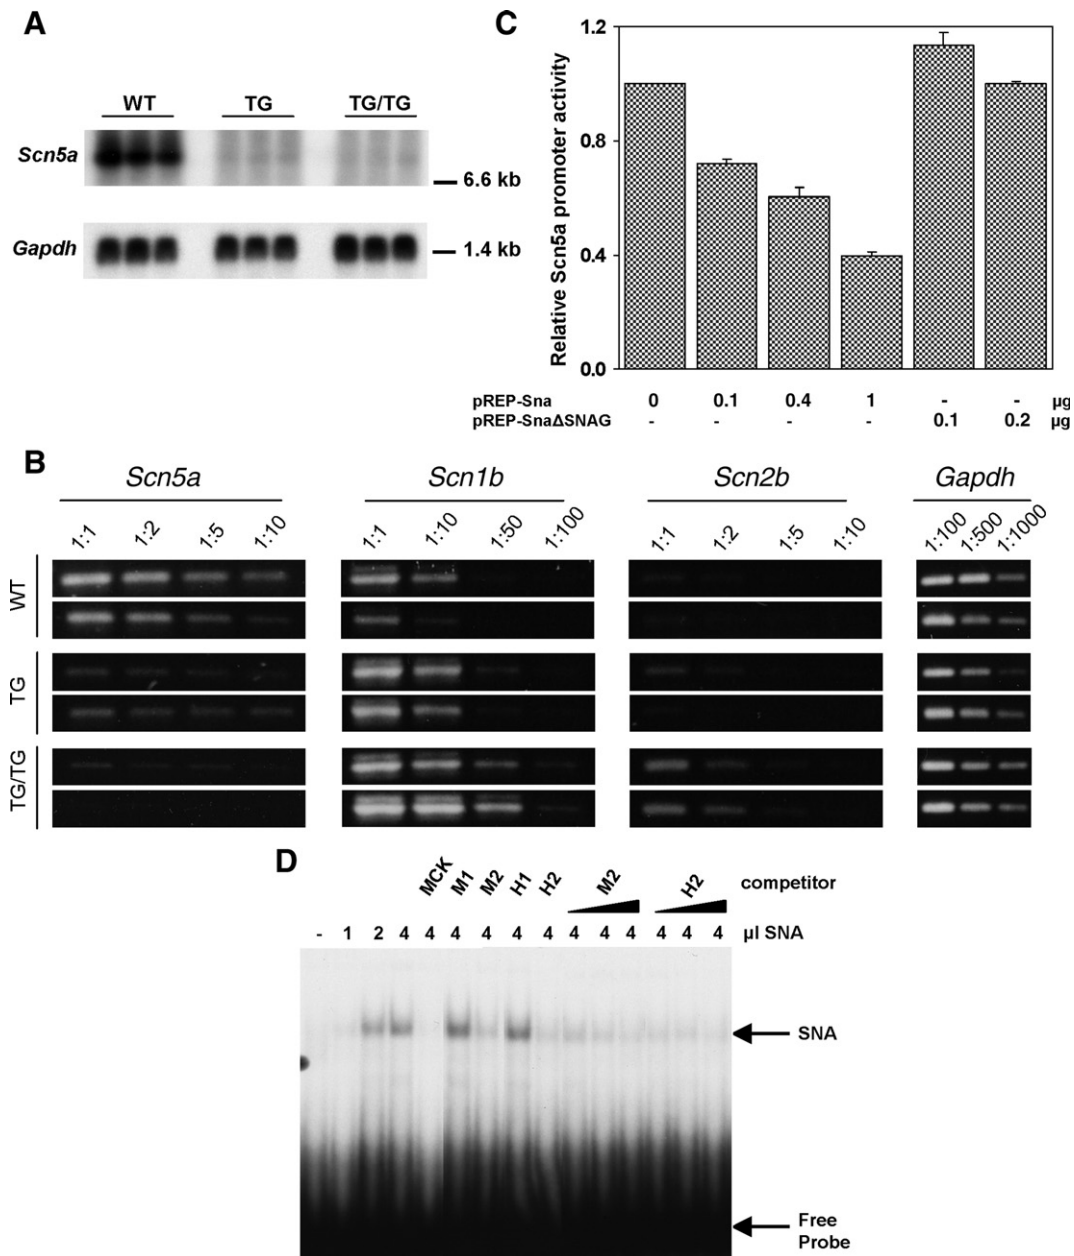 A
WT TG TG/TG
Scn5a
6.6 kb
Gapdh
1.4 kb
C
Relative Scn5a promoter activity
1.2
0.8
0.4
0.0
pREP-Sna 0 0.1 0.4 1 - - µg
pREP-SnaΔSNAG - - - - 0.1 0.2 µg
B
Scn5a Scn1b Scn2b Gapdh
1:1 1:2 1:5 1:10 1:1 1:10 1:50 1:100 1:1 1:2 1:5 1:10 1:100 1:500 1:1000
WT
TG
TG/TG
D
MCK M1 M2 H1 H2 M2 H2 competitor
- 1 2 4 4 4 4 4 4 4 4 4 4 4 4 µl SNA
SNA
Free
Probe